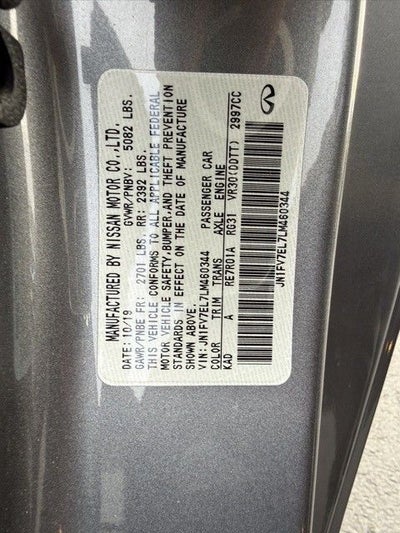 MANUFACTURED BY NISSAN MOTOR CO.,LTD.
DATE: 10/19 GVWR/PNBV: 5082 LBS.
GAWR/PNBE FR: 2701 LBS. RR: 2392 LBS.
THIS VEHICLE CONFORMS TO ALL APPLICABLE FEDERAL
MOTOR VEHICLE SAFETY,BUMPER,AND THEFT PREVENTION
STANDARDS IN EFFECT ON THE DATE OF MANUFACTURE
SHOWN ABOVE.
VIN: JN1FV7EL7LM460344 PASSENGER CAR
COLOR TRIM TRANS AXLE ENGINE
KAD A RE7R01A RG31 VR30(DDTT) 2997CC
JN1FV7EL7LM460344